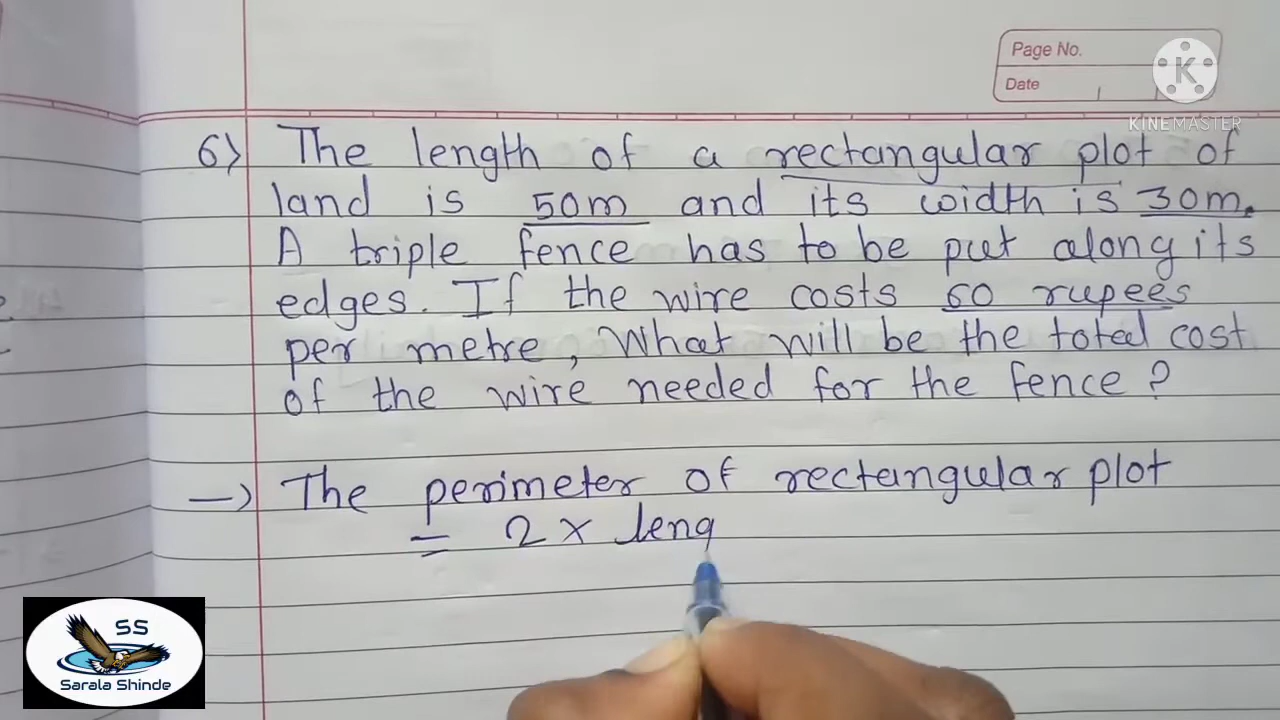 Page No.
Date
KINEMASTER
6) The length of a rectangular plot of
land is 50m and its width is 30m.
A triple fence has to be put along its
edges. If the wire costs 60 rupees
per metre, What will be the total cost
of the wire needed for the fence?
→ The perimeter of rectangular plot
= 2 x leng
SS
Sarala Shinde